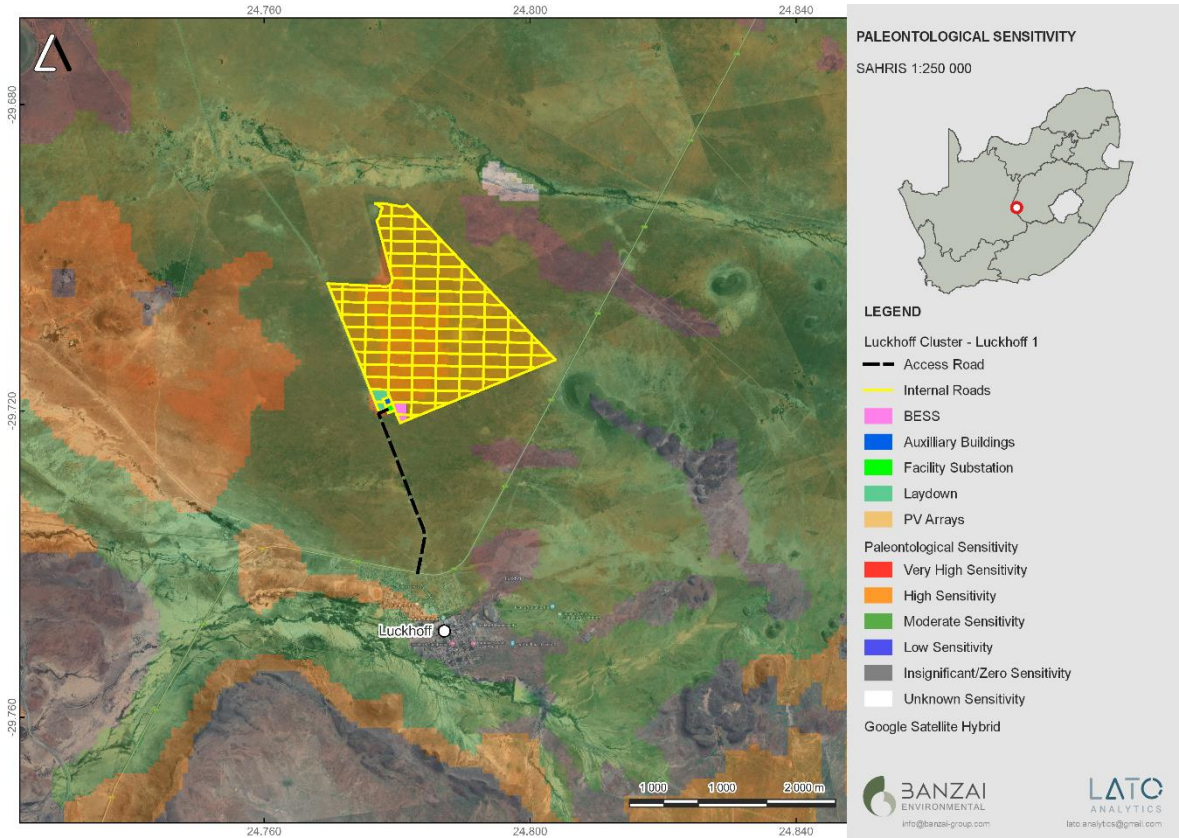 24.760
24.800
24.840
-29.680
-29.720
-29.760
Luckhoff
1 000
1 000
2 000 m
24.760
24.800
24.840
PALEONTOLOGICAL SENSITIVITY
SAHRIS 1:250 000
LEGEND
Luckhoff Cluster - Luckhoff 1
Access Road
Internal Roads
BESS
Auxilliary Buildings
Facility Substation
Laydown
PV Arrays
Paleontological Sensitivity
Very High Sensitivity
High Sensitivity
Moderate Sensitivity
Low Sensitivity
Insignificant/Zero Sensitivity
Unknown Sensitivity
Google Satellite Hybrid
BANZAI
ENVIRONMENTAL
info@banzai-group.com
LATO
ANALYTICS
lato.analytics@gmail.com